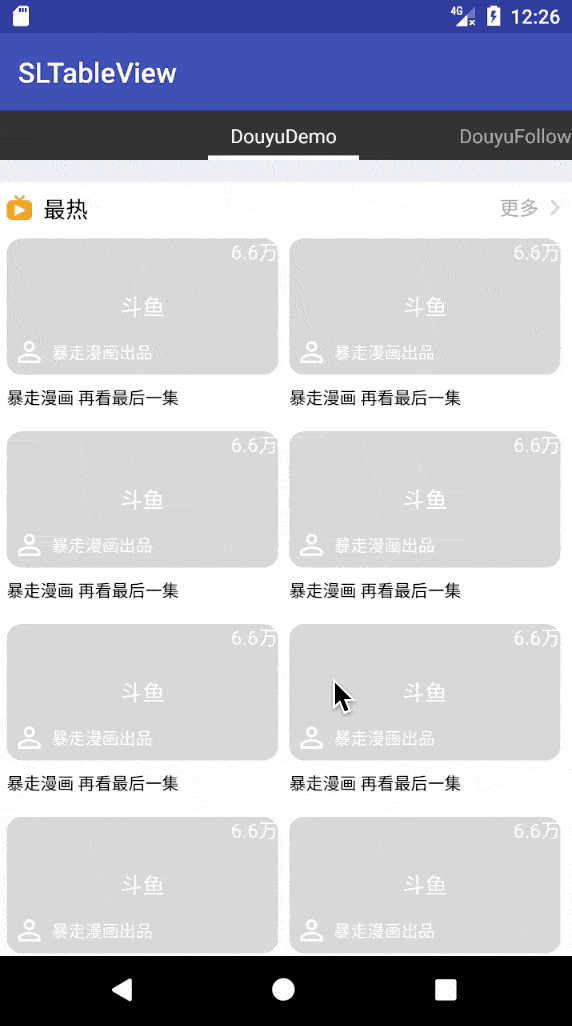 4G 12:26
SLTableView
DouyuDemo DouyuFollow
最热 更多
6.6万 6.6万
斗鱼 斗鱼
暴走漫画出品 暴走漫画出品
暴走漫画 再看最后一集 暴走漫画 再看最后一集
6.6万 6.6万
斗鱼 斗鱼
暴走漫画出品 暴走漫画出品
暴走漫画 再看最后一集 暴走漫画 再看最后一集
6.6万 6.6万
斗鱼 斗鱼
暴走漫画出品 暴走漫画出品
暴走漫画 再看最后一集 暴走漫画 再看最后一集
6.6万 6.6万
斗鱼 斗鱼
暴走漫画出品 暴走漫画出品